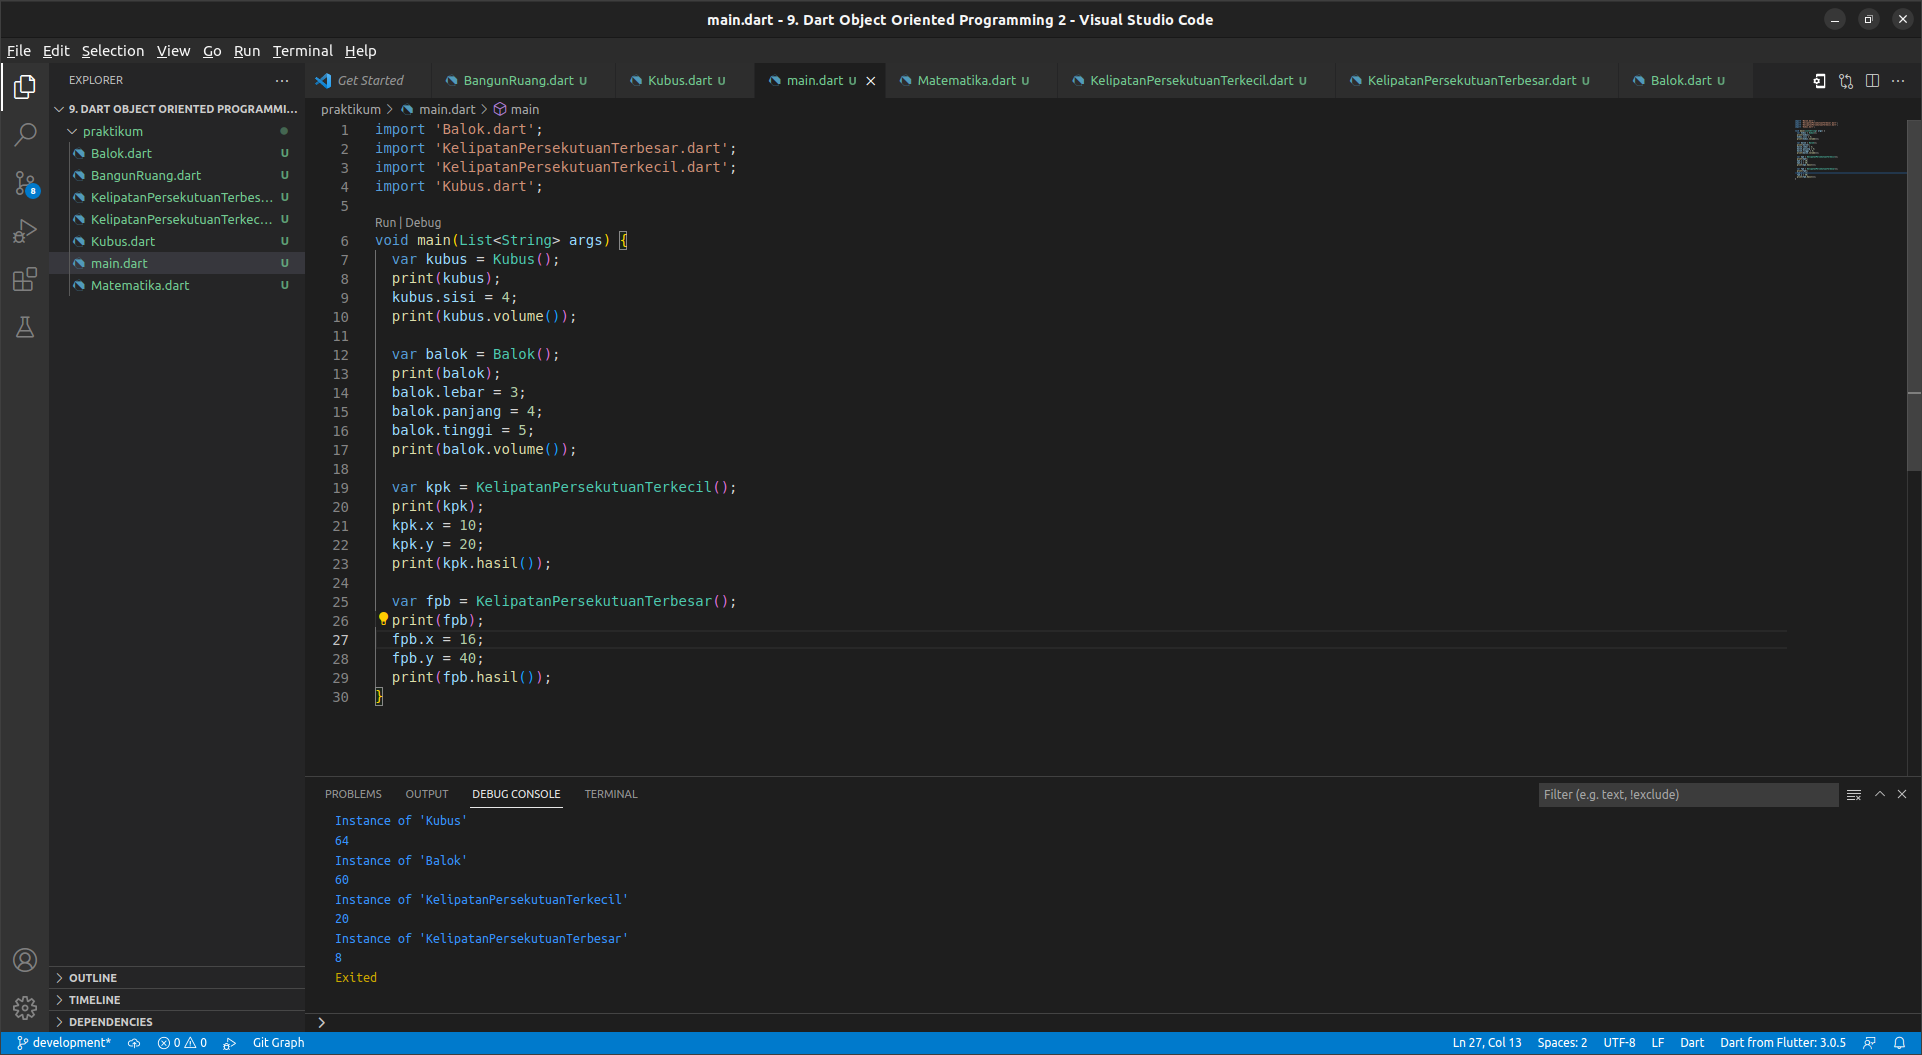 main.dart - 9. Dart Object Oriented Programming 2 - Visual Studio Code
File Edit Selection View Go Run Terminal Help
EXPLORER
Get Started
BangunRuang.dart U
Kubus.dart U
main.dart U
Matematika.dart U
KelipatanPersekutuanTerkecil.dart U
KelipatanPersekutuanTerbesar.dart U
Balok.dart U
9. DART OBJECT ORIENTED PROGRAMMI...
praktikum
Balok.dart U
BangunRuang.dart U
KelipatanPersekutuanTerbes... U
KelipatanPersekutuanTerkec... U
Kubus.dart U
main.dart U
Matematika.dart U
8
OUTLINE
TIMELINE
DEPENDENCIES
praktikum > main.dart > main
1 import 'Balok.dart';
2 import 'KelipatanPersekutuanTerbesar.dart';
3 import 'KelipatanPersekutuanTerkecil.dart';
4 import 'Kubus.dart';
5
Run | Debug
6 void main(List<String> args) {
7 var kubus = Kubus();
8 print(kubus);
9 kubus.sisi = 4;
10 print(kubus.volume());
11
12 var balok = Balok();
13 print(balok);
14 balok.lebar = 3;
15 balok.panjang = 4;
16 balok.tinggi = 5;
17 print(balok.volume());
18
19 var kpk = KelipatanPersekutuanTerkecil();
20 print(kpk);
21 kpk.x = 10;
22 kpk.y = 20;
23 print(kpk.hasil());
24
25 var fpb = KelipatanPersekutuanTerbesar();
26 print(fpb);
27 fpb.x = 16;
28 fpb.y = 40;
29 print(fpb.hasil());
30 }
PROBLEMS OUTPUT DEBUG CONSOLE TERMINAL
Filter (e.g. text, !exclude)
Instance of 'Kubus'
64
Instance of 'Balok'
60
Instance of 'KelipatanPersekutuanTerkecil'
20
Instance of 'KelipatanPersekutuanTerbesar'
8
Exited
development* 0 0 Git Graph
Ln 27, Col 13 Spaces: 2 UTF-8 LF Dart Dart from Flutter: 3.0.5